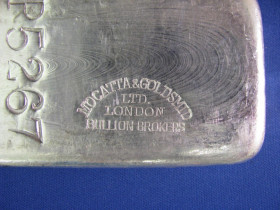 R5267
MOCATTA & GOLDSMID
LTD.
LONDON
BULLION BROKERS